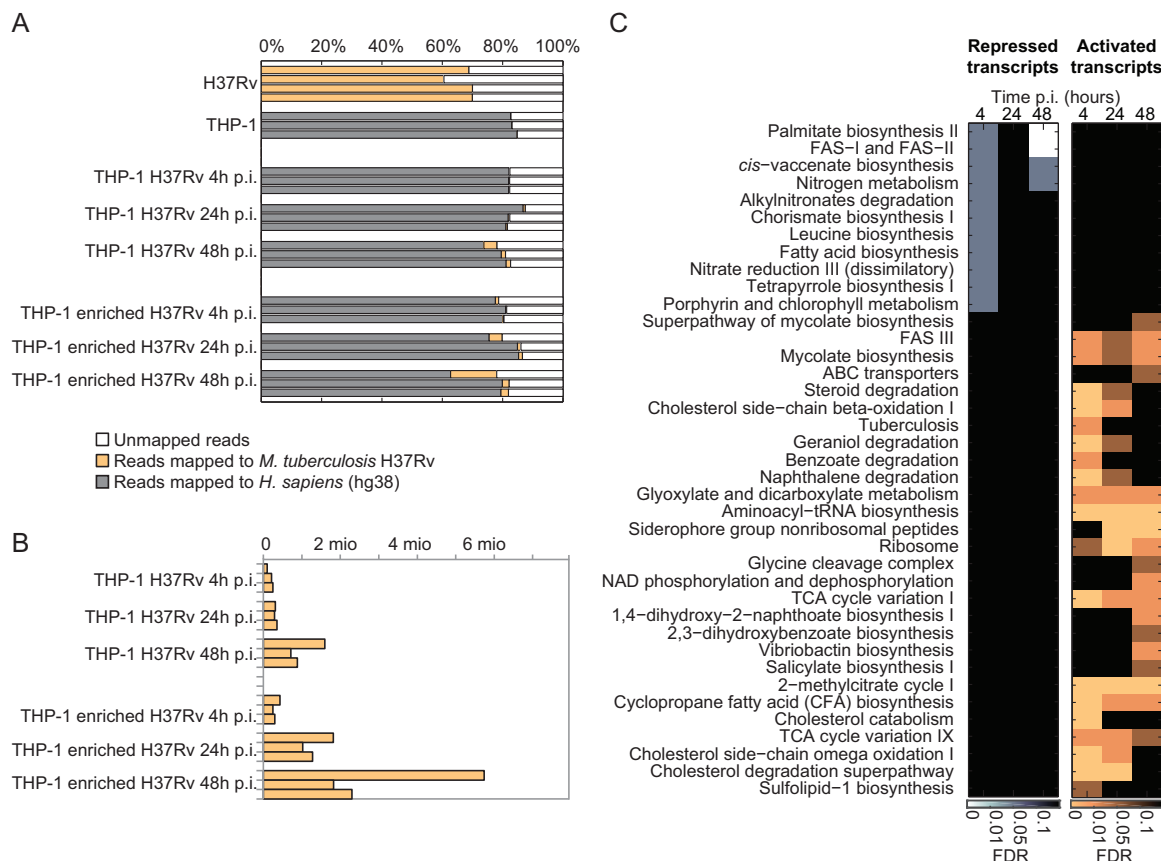 A
0% 20% 40% 60% 80% 100%
H37Rv
THP-1
THP-1 H37Rv 4h p.i.
THP-1 H37Rv 24h p.i.
THP-1 H37Rv 48h p.i.
THP-1 enriched H37Rv 4h p.i.
THP-1 enriched H37Rv 24h p.i.
THP-1 enriched H37Rv 48h p.i.
Unmapped reads
Reads mapped to M. tuberculosis H37Rv
Reads mapped to H. sapiens (hg38)
B
0 2 mio 4 mio 6 mio
THP-1 H37Rv 4h p.i.
THP-1 H37Rv 24h p.i.
THP-1 H37Rv 48h p.i.
THP-1 enriched H37Rv 4h p.i.
THP-1 enriched H37Rv 24h p.i.
THP-1 enriched H37Rv 48h p.i.
C
Repressed Activated
transcripts transcripts
Time p.i. (hours)
4 24 48 4 24 48
Palmitate biosynthesis II
FAS−I and FAS−II
cis−vaccenate biosynthesis
Nitrogen metabolism
Alkylnitronates degradation
Chorismate biosynthesis I
Leucine biosynthesis
Fatty acid biosynthesis
Nitrate reduction III (dissimilatory)
Tetrapyrrole biosynthesis I
Porphyrin and chlorophyll metabolism
Superpathway of mycolate biosynthesis
FAS III
Mycolate biosynthesis
ABC transporters
Steroid degradation
Cholesterol side−chain beta−oxidation I
Tuberculosis
Geraniol degradation
Benzoate degradation
Naphthalene degradation
Glyoxylate and dicarboxylate metabolism
Aminoacyl−tRNA biosynthesis
Siderophore group nonribosomal peptides
Ribosome
Glycine cleavage complex
NAD phosphorylation and dephosphorylation
TCA cycle variation I
1,4−dihydroxy−2−naphthoate biosynthesis I
2,3−dihydroxybenzoate biosynthesis
Vibriobactin biosynthesis
Salicylate biosynthesis I
2−methylcitrate cycle I
Cyclopropane fatty acid (CFA) biosynthesis
Cholesterol catabolism
TCA cycle variation IX
Cholesterol side−chain omega oxidation I
Cholesterol degradation superpathway
Sulfolipid−1 biosynthesis
0 0.01 0.05 0.1 0 0.01 0.05 0.1
FDR FDR